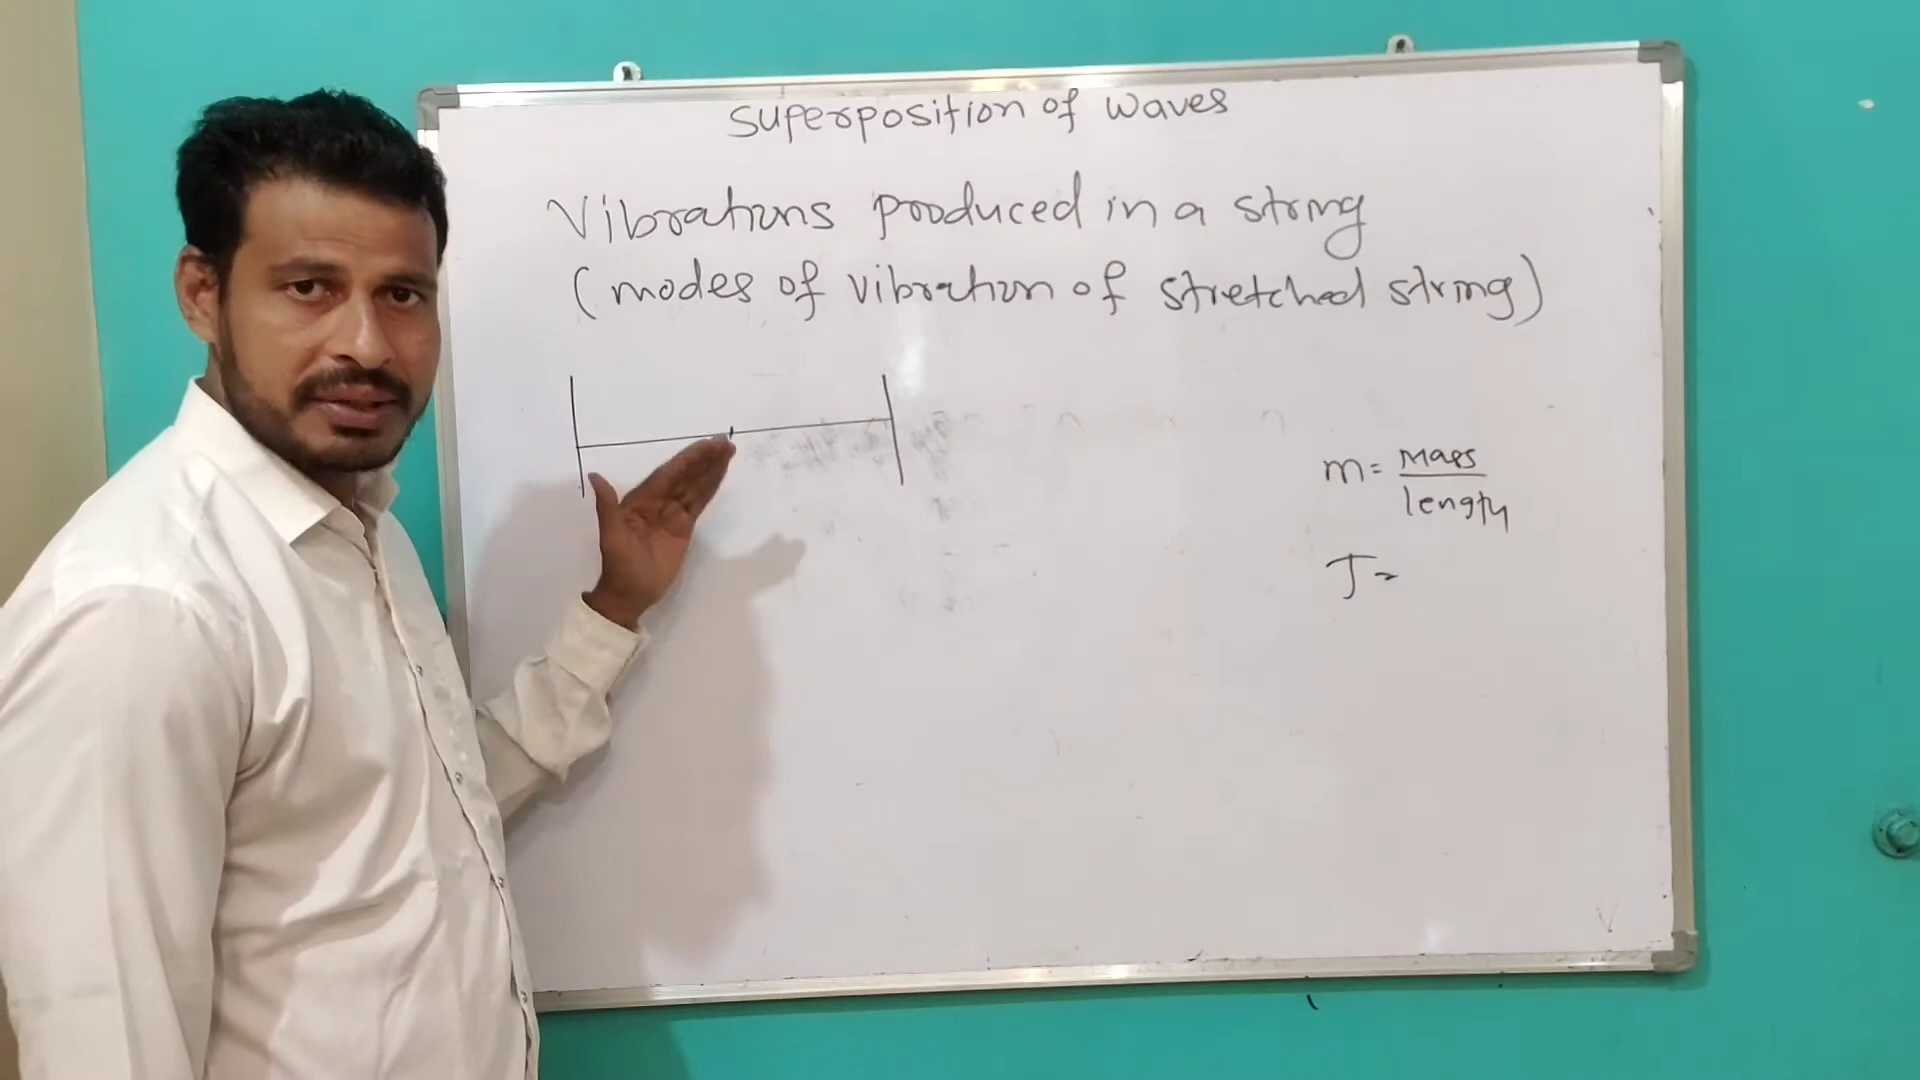 Superposition of waves
Vibrations produced in a string
(modes of vibration of stretched string)
m = Mass
length
T =